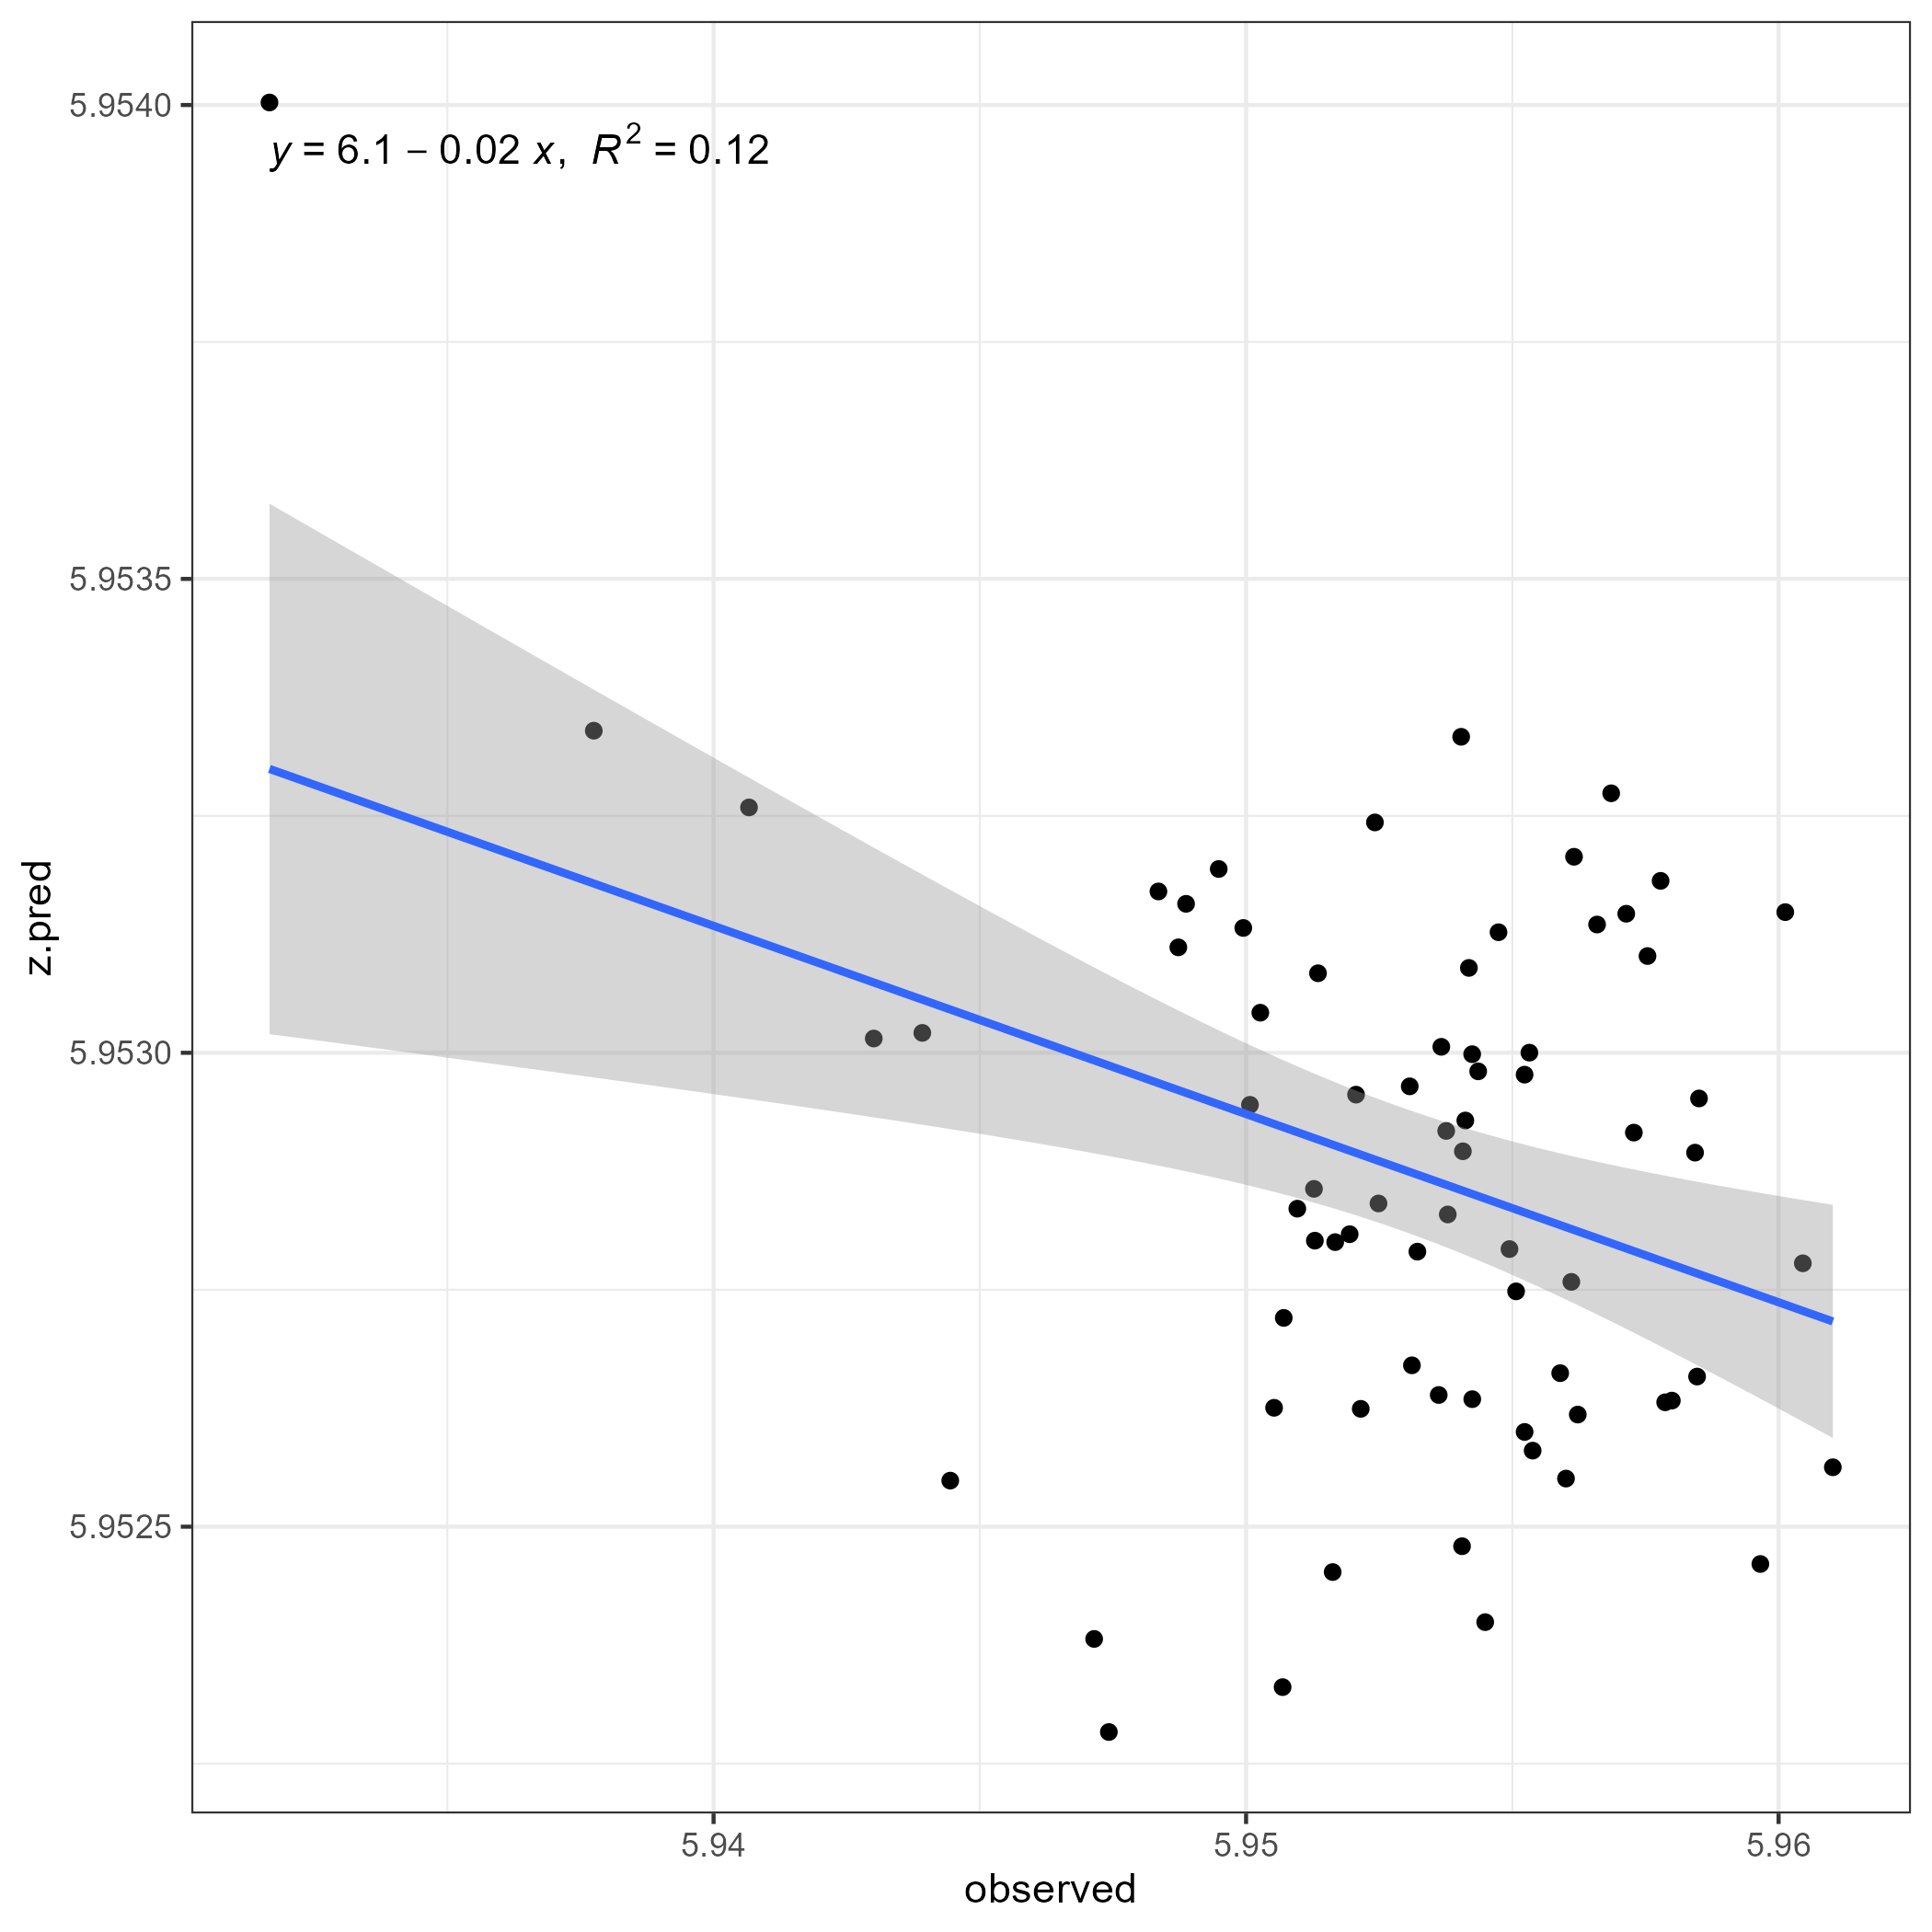 5.9540
y = 6.1 – 0.02 x, R² = 0.12
5.9535
z.pred
5.9530
5.9525
5.94 5.95 5.96
observed